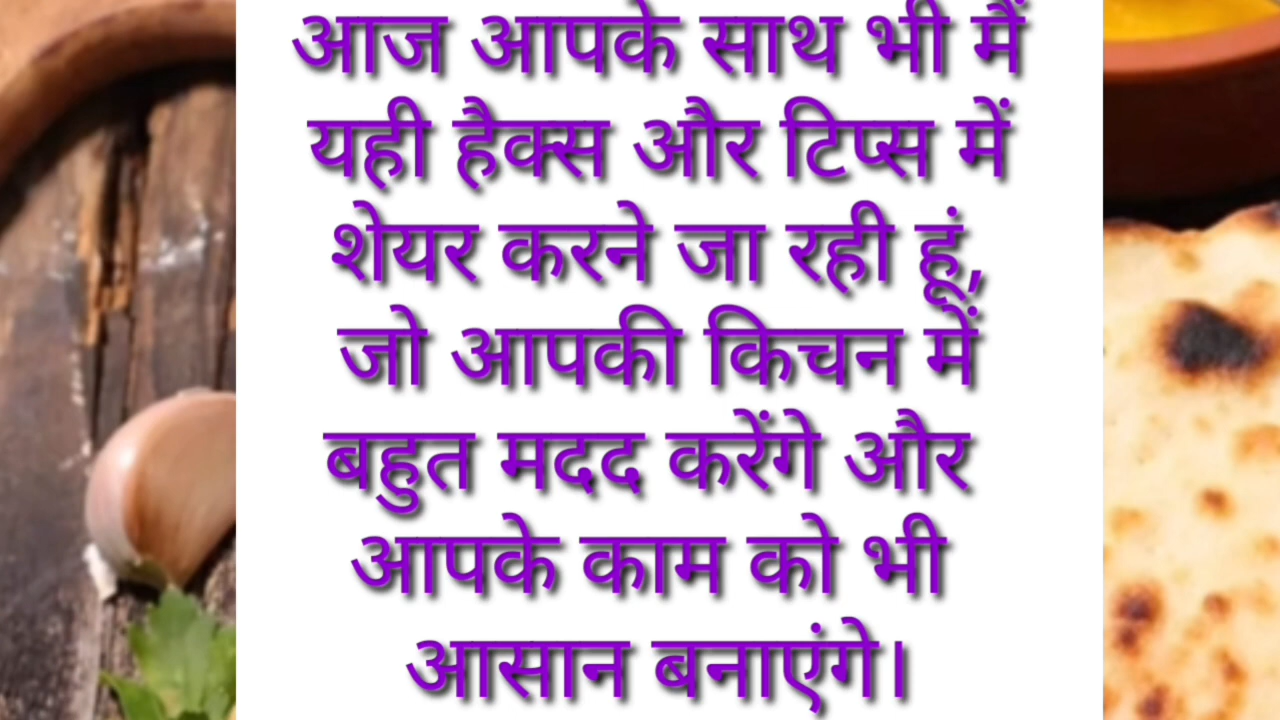 आज आपके साथ भी मैं
यही हैक्स और टिप्स में
शेयर करने जा रही हूं,
जो आपकी किचन में
बहुत मदद करेंगे और
आपके काम को भी
आसान बनाएंगे।